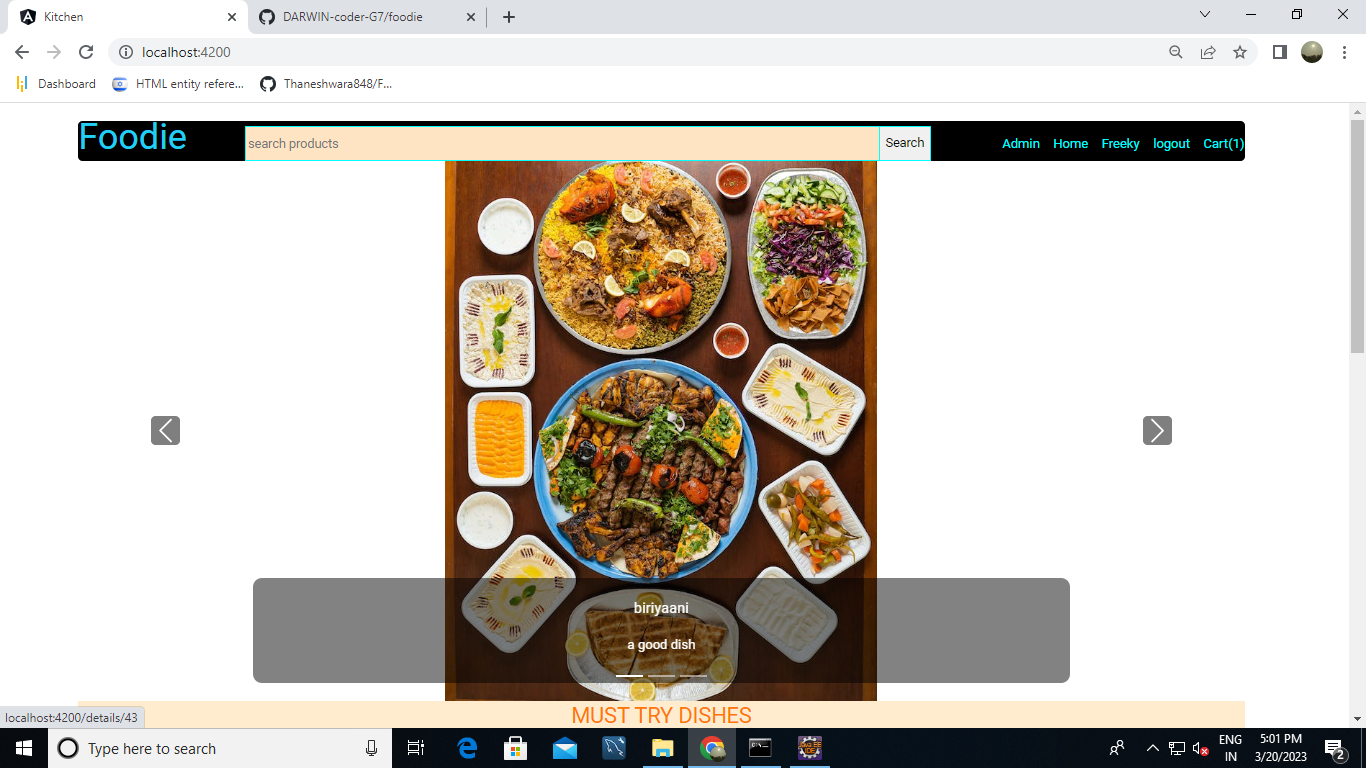 Kitchen
DARWIN-coder-G7/foodie
localhost:4200
Dashboard
HTML entity refere...
Thaneshwara848/F...
Foodie
search products
Search
Admin Home Freeky logout Cart(1)
biriyaani
a good dish
MUST TRY DISHES
localhost:4200/details/43
Type here to search
ENG
IN
5:01 PM
3/20/2023
2